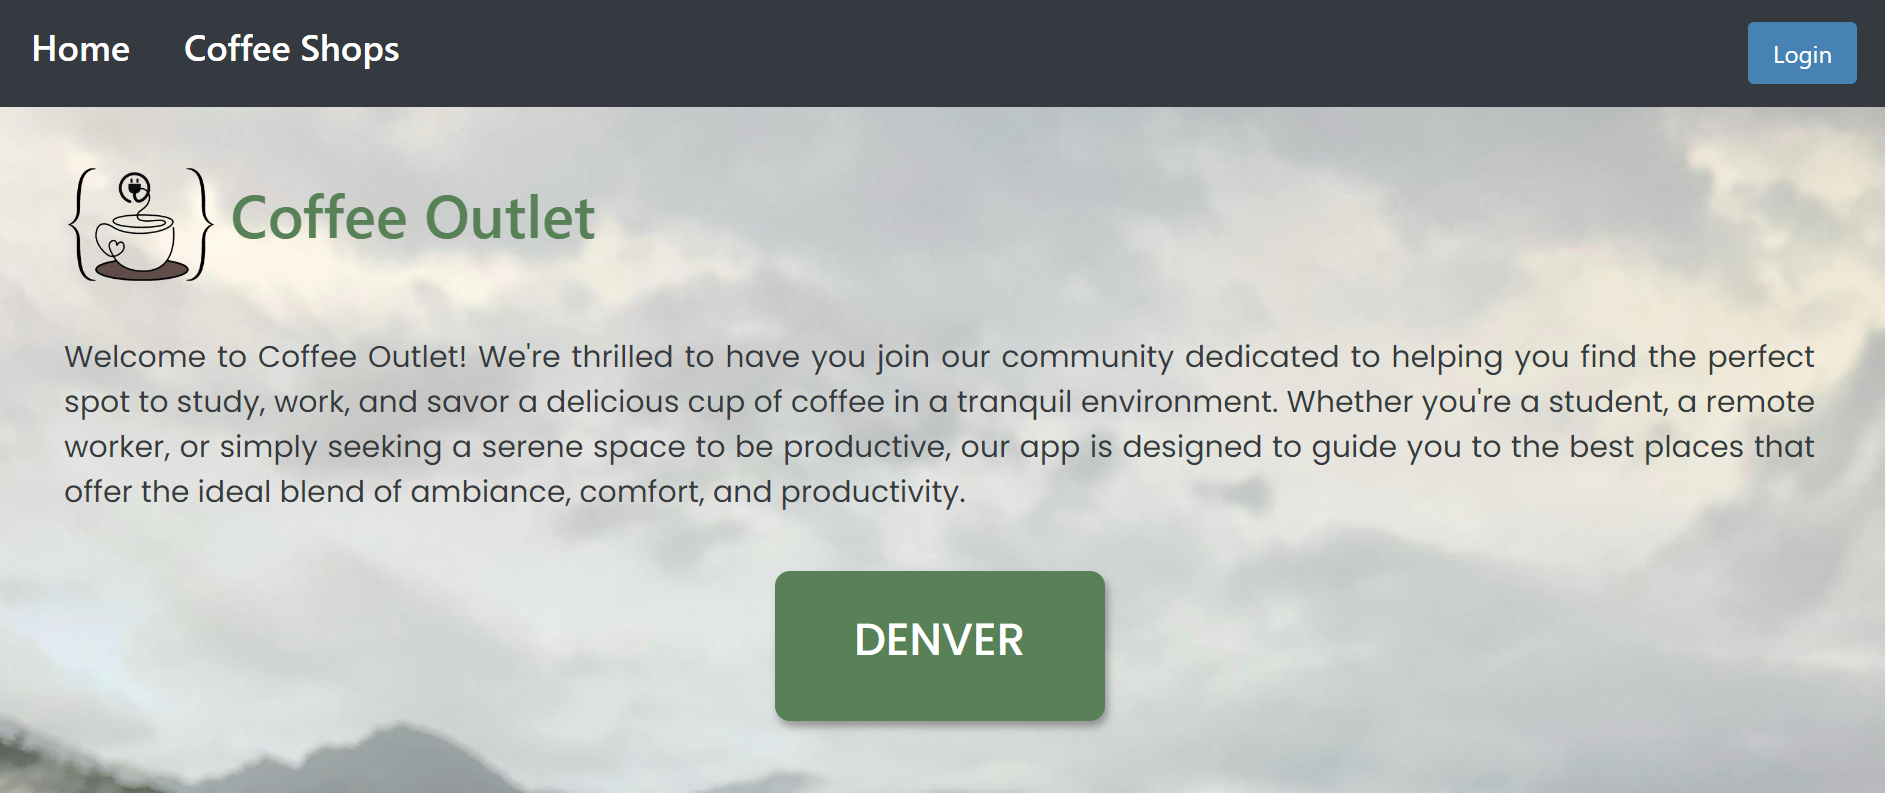 Home Coffee Shops Login
Coffee Outlet
Welcome to Coffee Outlet! We're thrilled to have you join our community dedicated to helping you find the perfect
spot to study, work, and savor a delicious cup of coffee in a tranquil environment. Whether you're a student, a remote
worker, or simply seeking a serene space to be productive, our app is designed to guide you to the best places that
offer the ideal blend of ambiance, comfort, and productivity.
DENVER